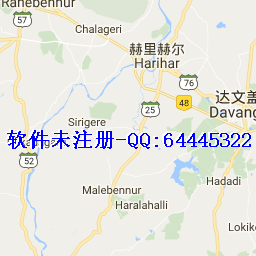 Ranebennur
57
Chalageri
赫里赫尔
Harihar
76
25
48
达文盖
Davang
Sirigere
软件未注册-QQ:64445322
52
Hadadi
Malebennur
Haralahalli
Lokike